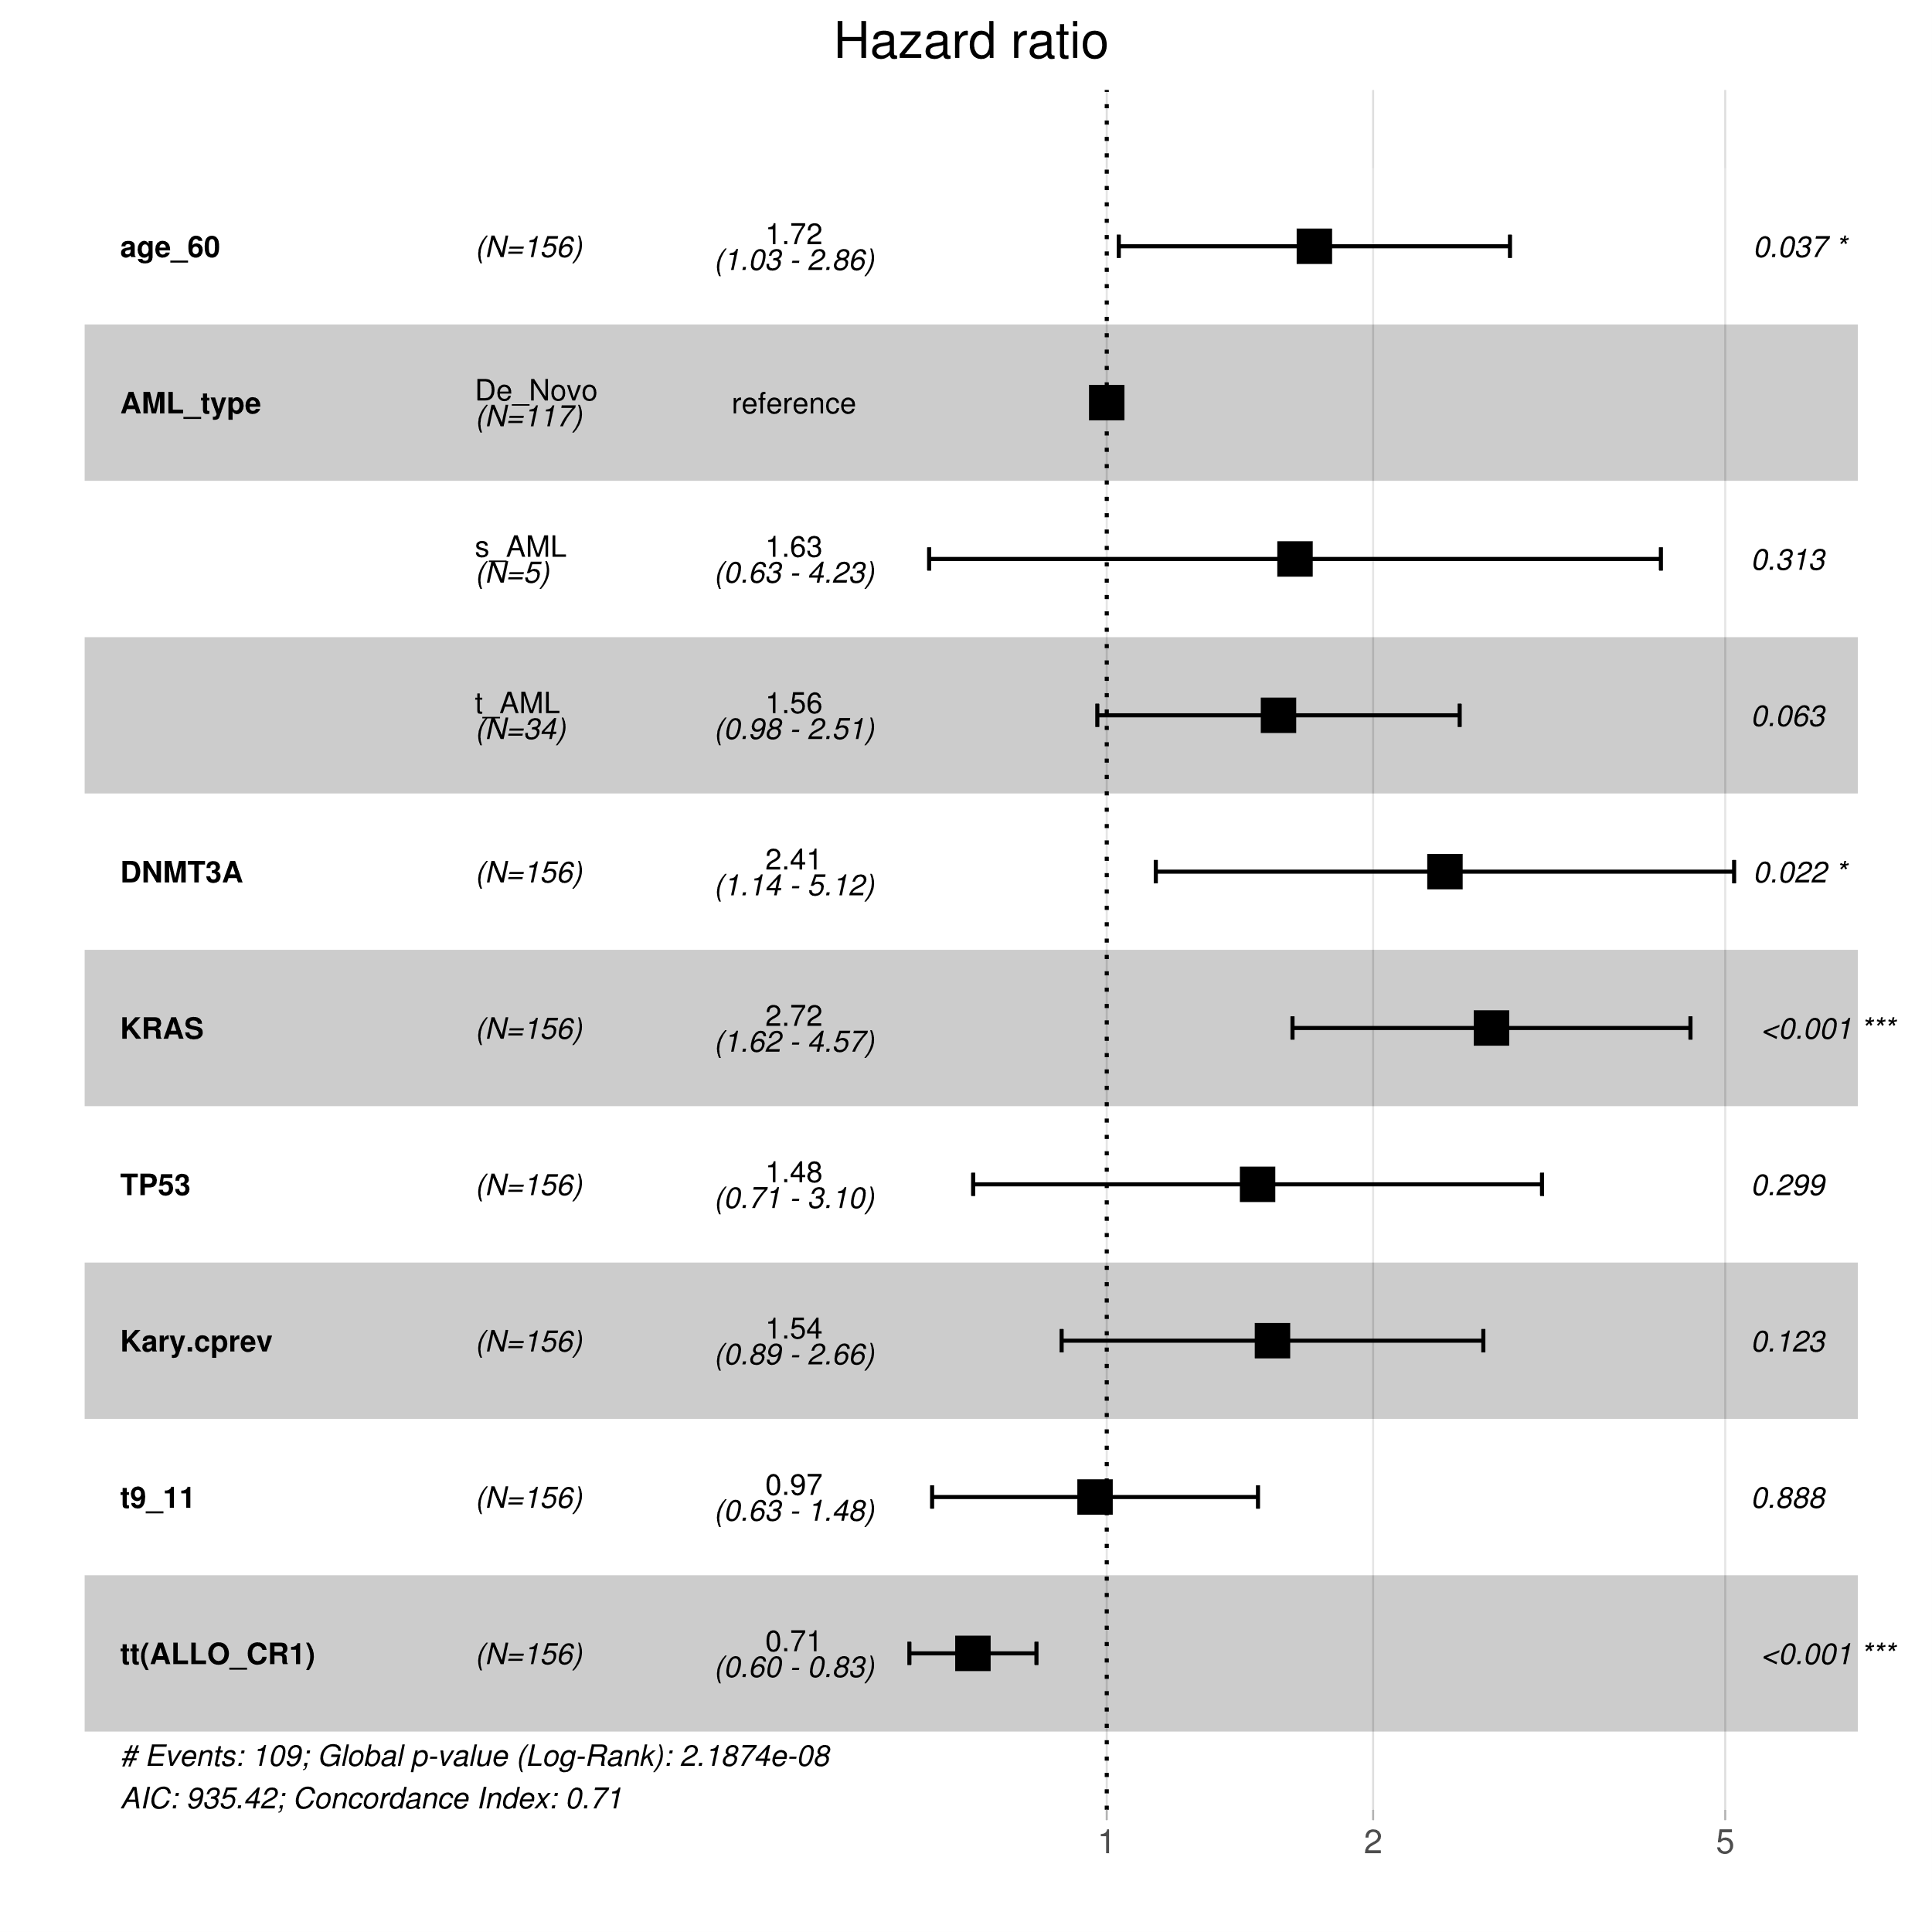 Hazard ratio
age_60 (N=156) 1.72 (1.03 - 2.86) 0.037 *
AML_type De_Novo (N=117) reference
s_AML (N=5) 1.63 (0.63 - 4.23) 0.313
t_AML (N=34) 1.56 (0.98 - 2.51) 0.063
DNMT3A (N=156) 2.41 (1.14 - 5.12) 0.022 *
KRAS (N=156) 2.72 (1.62 - 4.57) <0.001 ***
TP53 (N=156) 1.48 (0.71 - 3.10) 0.299
Kary.cprev (N=156) 1.54 (0.89 - 2.66) 0.123
t9_11 (N=156) 0.97 (0.63 - 1.48) 0.888
tt(ALLO_CR1) (N=156) 0.71 (0.60 - 0.83) <0.001 ***
# Events: 109; Global p-value (Log-Rank): 2.1874e-08
AIC: 935.42; Concordance Index: 0.71
1 2 5